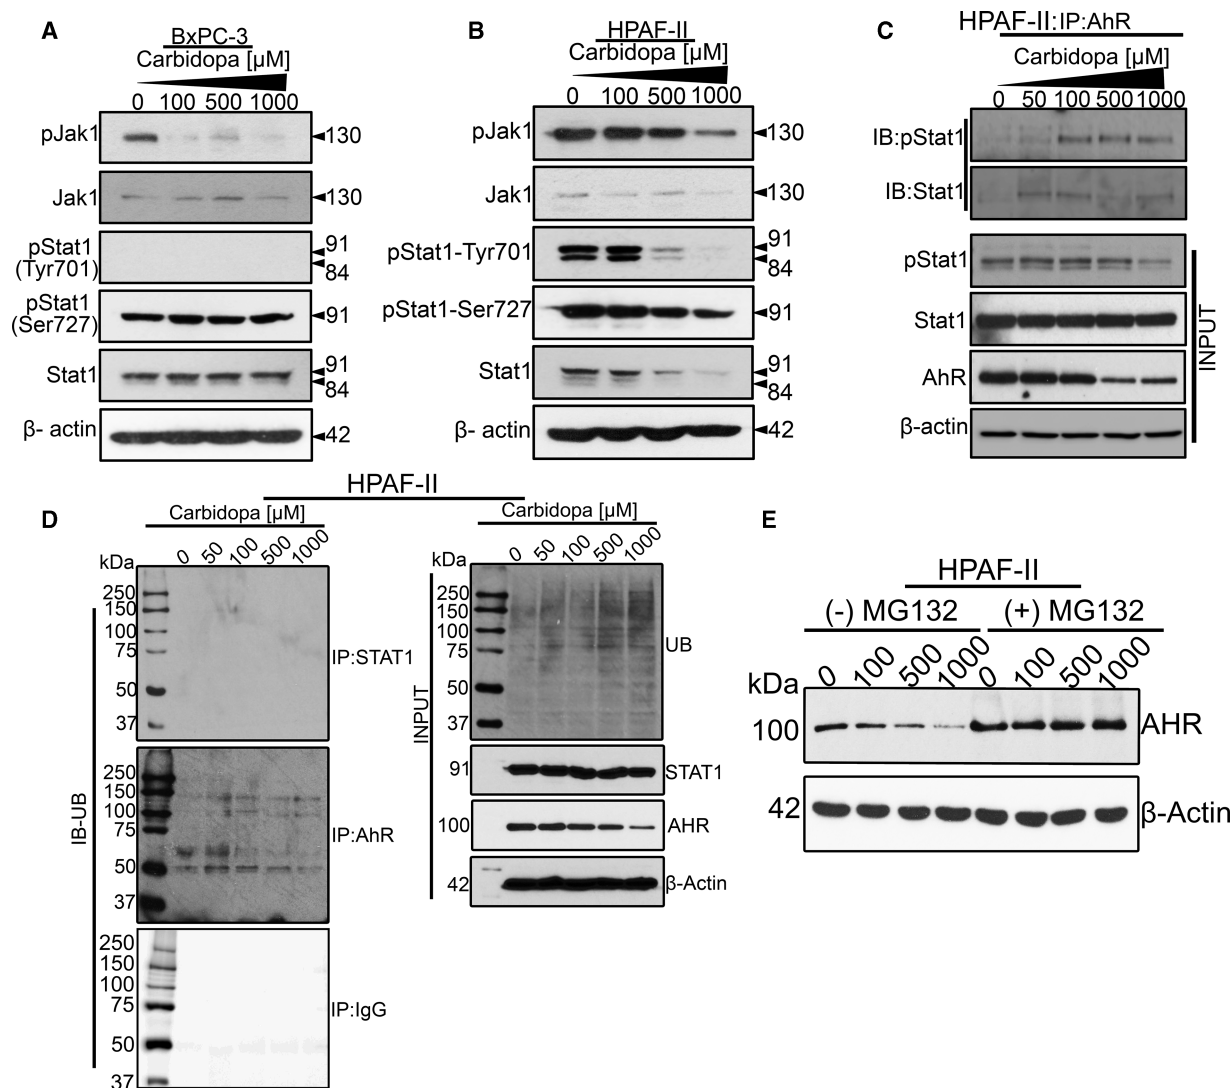 A
BxPC-3
Carbidopa [µM]
0 100 500 1000
pJak1
130
Jak1
130
pStat1
(Tyr701)
91
84
pStat1
(Ser727)
91
Stat1
91
84
β- actin
42
B
HPAF-II
Carbidopa [µM]
0 100 500 1000
pJak1
130
Jak1
130
pStat1-Tyr701
91
84
pStat1-Ser727
91
Stat1
91
84
β- actin
42
C
HPAF-II:IP:AhR
Carbidopa [µM]
0 50 100 500 1000
IB:pStat1
IB:Stat1
pStat1
Stat1
AhR
β-actin
INPUT
D
HPAF-II
Carbidopa [µM]
0 50 100 500 1000
kDa
250
150
100
75
50
37
IP:STAT1
250
150
100
75
50
37
IP:AhR
250
150
100
75
50
37
IP:IgG
IB-UB
Carbidopa [µM]
0 50 100 500 1000
kDa
250
150
100
75
50
37
UB
91
STAT1
100
AHR
42
β-Actin
INPUT
E
HPAF-II
(-) MG132 (+) MG132
0 100 500 1000 0 100 500 1000
kDa
100
AHR
42
β-Actin